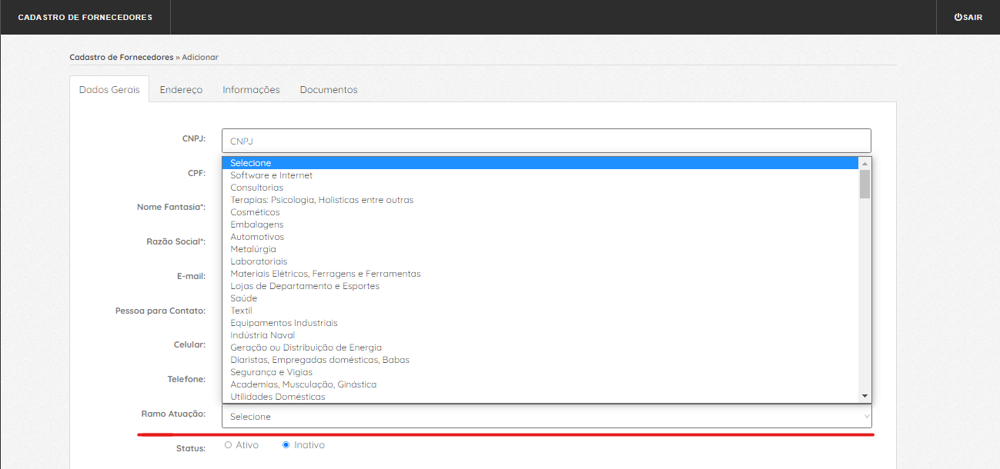 CADASTRO DE FORNECEDORES
SAIR
Cadastro de Fornecedores » Adicionar
Dados Gerais Endereço Informações Documentos
CNPJ: CNPJ
CPF:
Nome Fantasia*:
Razão Social*:
E-mail:
Pessoa para Contato:
Celular:
Telefone:
Selecione
Software e Internet
Consultorias
Terapias: Psicologia, Holisticas entre outras
Cosméticos
Embalagens
Automotivos
Metalúrgia
Laboratoriais
Materiais Elétricos, Ferragens e Ferramentas
Lojas de Departamento e Esportes
Saúde
Textil
Equipamentos Industriais
Indústria Naval
Geração ou Distribuição de Energia
Diaristas, Empregadas domésticas, Babas
Segurança e Vigias
Academias, Musculação, Ginástica
Utilidades Domésticas
Ramo Atuação: Selecione
Status: Ativo Inativo